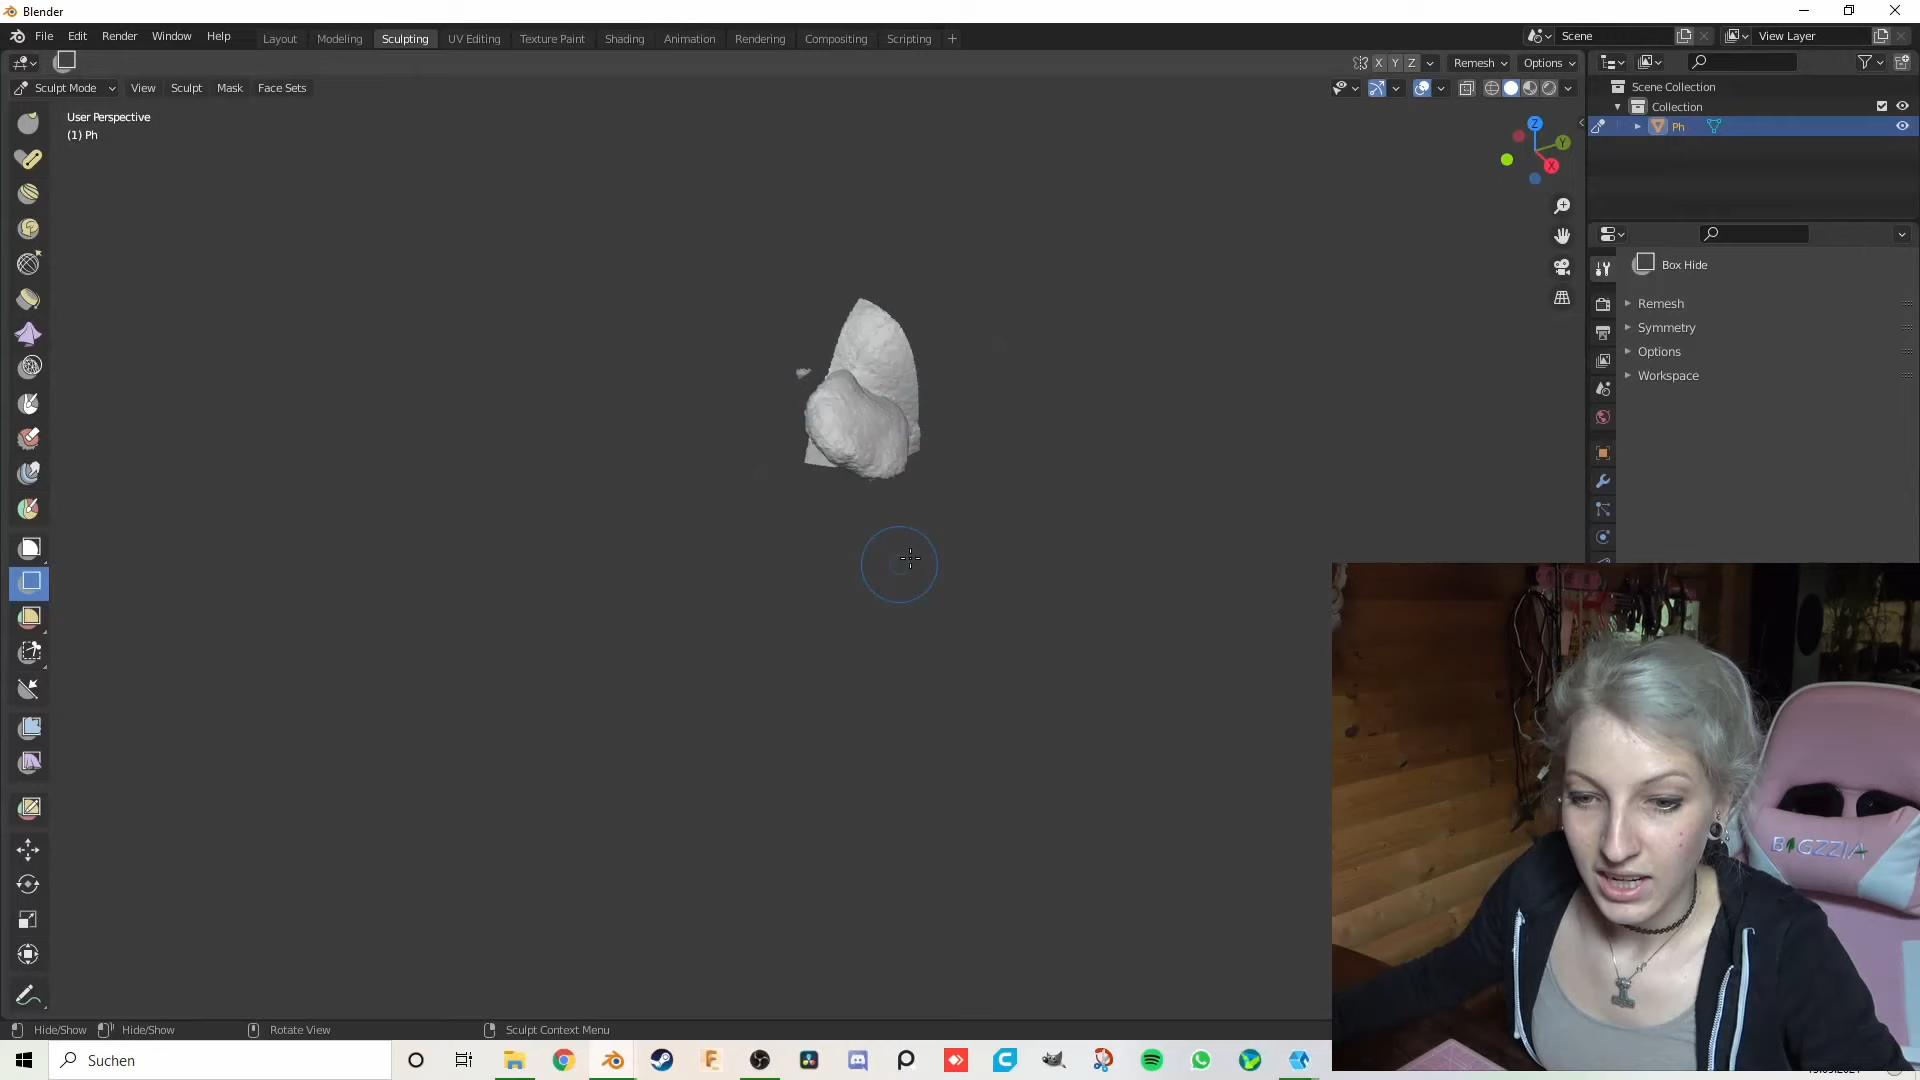 Blender
File Edit Render Window Help Layout Modeling Sculpting UV Editing Texture Paint Shading Animation Rendering Compositing Scripting + Scene View Layer
X Y Z Remesh Options
Sculpt Mode View Sculpt Mask Face Sets
User Perspective
(1) Ph
Z
Y
X
Scene Collection
Collection
Ph
Box Hide
Remesh
Symmetry
Options
Workspace
Hide/Show Hide/Show Rotate View Sculpt Context Menu
Suchen